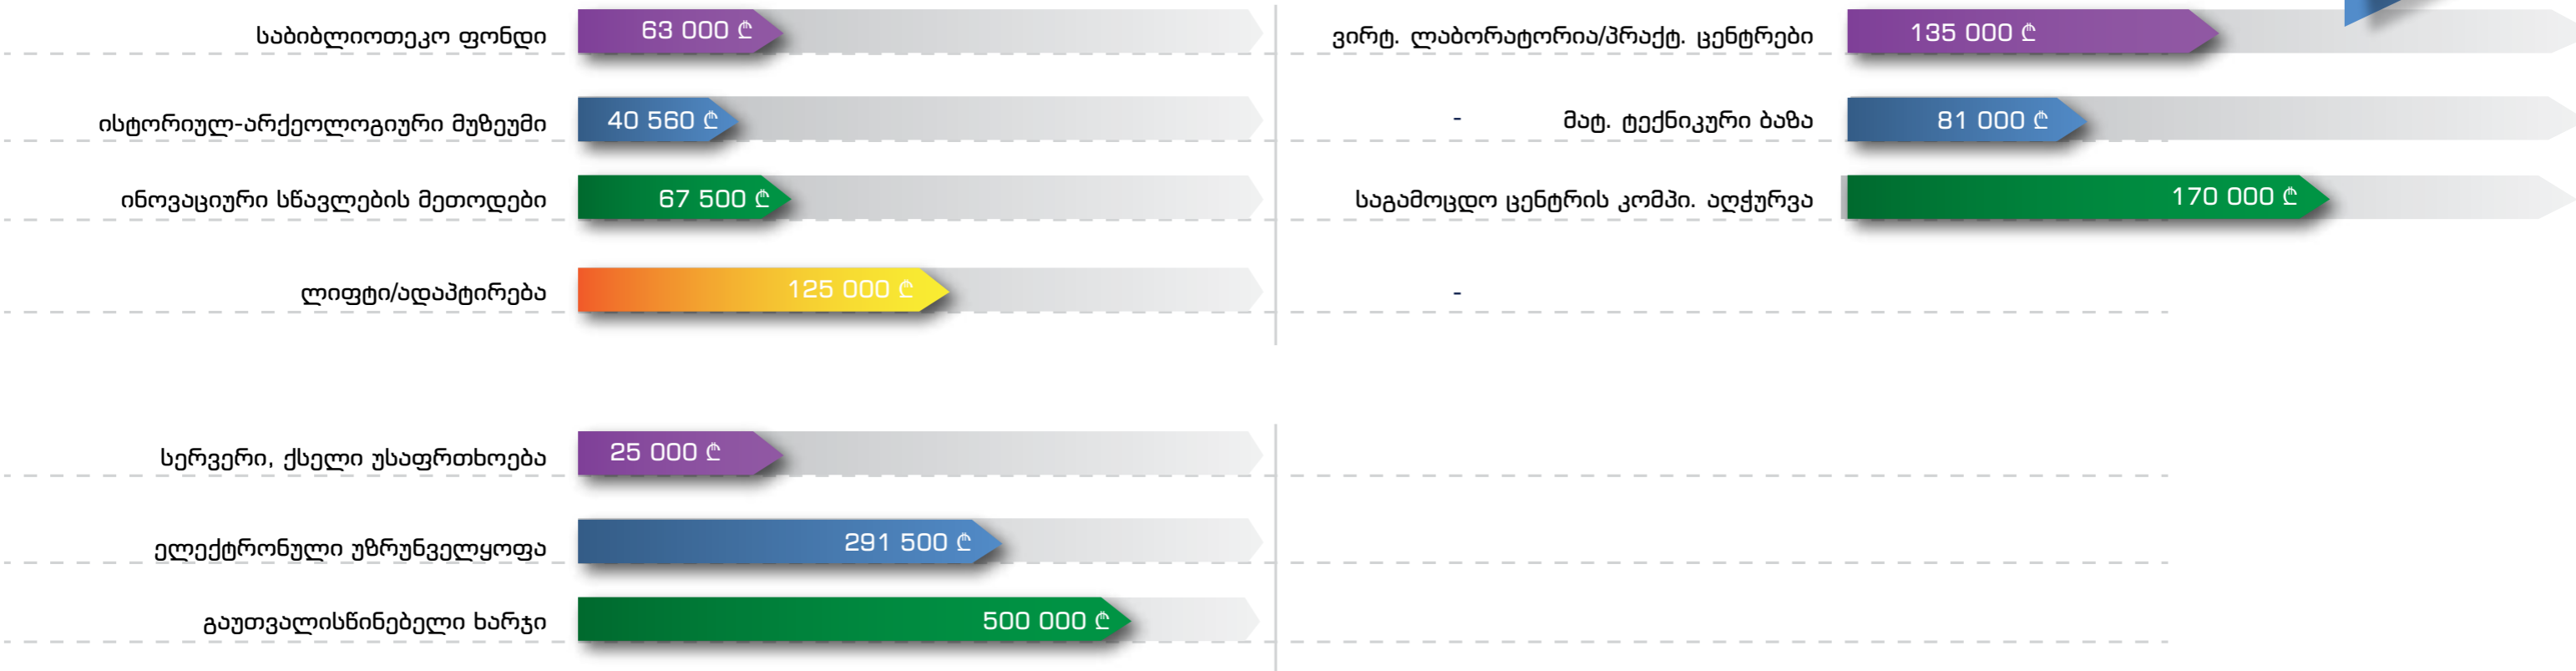 საბიბლიოთეკო ფონდი
63 000 ₾
ისტორიულ-არქეოლოგიური მუზეუმი
40 560 ₾
ინოვაციური სწავლების მეთოდები
67 500 ₾
ლიფტი/ადაპტირება
125 000 ₾
ვირტ. ლაბორატორია/პრაქტ. ცენტრები
135 000 ₾
- მატ. ტექნიკური ბაზა
81 000 ₾
საგამოცდო ცენტრის კომპი. აღჭურვა
170 000 ₾
-
სერვერი, ქსელი უსაფრთხოება
25 000 ₾
ელექტრონული უზრუნველყოფა
291 500 ₾
გაუთვალისწინებელი ხარჯი
500 000 ₾